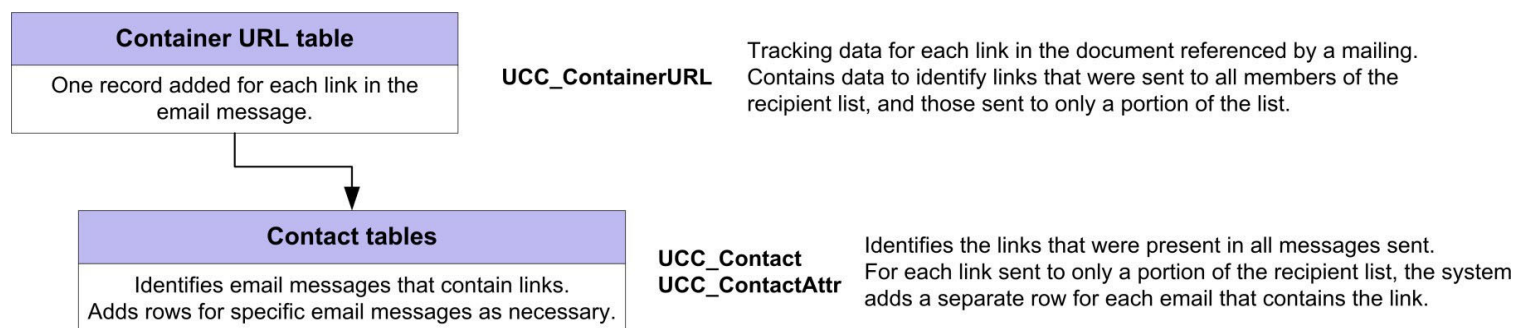 Container URL table
One record added for each link in the
email message.
UCC_ContainerURL
Tracking data for each link in the document referenced by a mailing.
Contains data to identify links that were sent to all members of the
recipient list, and those sent to only a portion of the list.
Contact tables
Identifies email messages that contain links.
Adds rows for specific email messages as necessary.
UCC_Contact
UCC_ContactAttr
Identifies the links that were present in all messages sent.
For each link sent to only a portion of the recipient list, the system
adds a separate row for each email that contains the link.